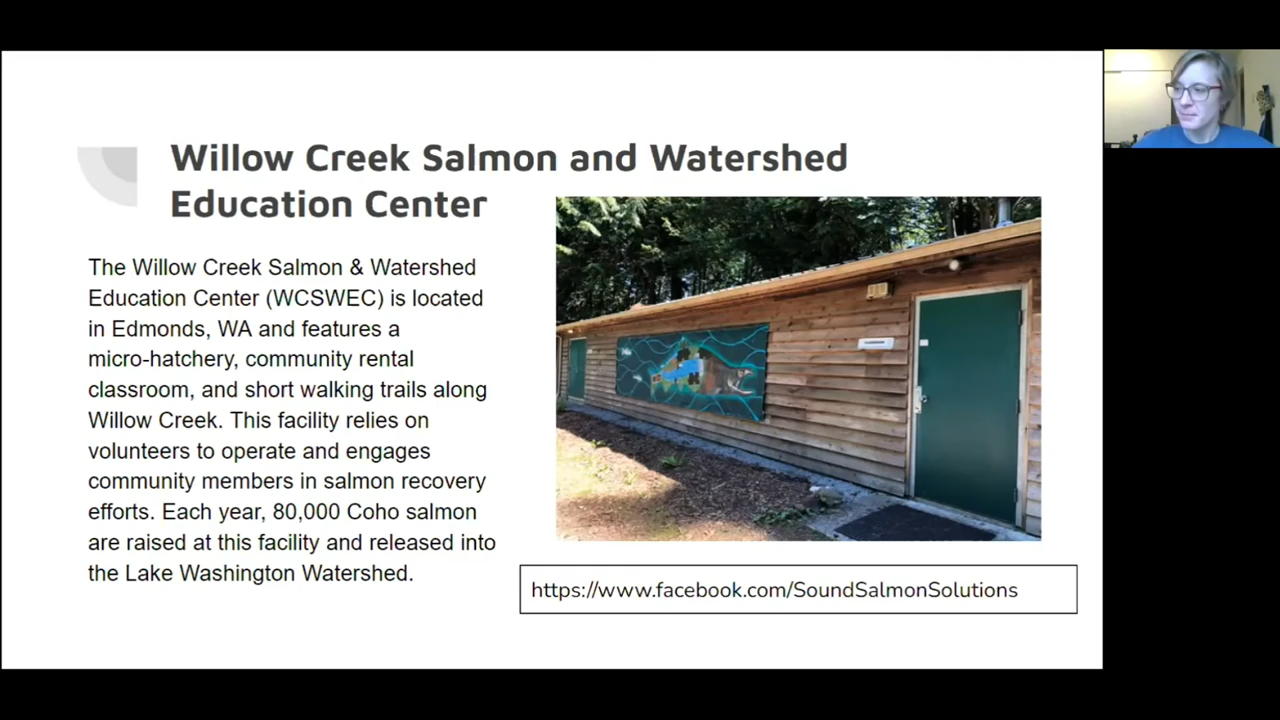 Willow Creek Salmon and Watershed
Education Center
The Willow Creek Salmon & Watershed
Education Center (WCSWEC) is located
in Edmonds, WA and features a
micro-hatchery, community rental
classroom, and short walking trails along
Willow Creek. This facility relies on
volunteers to operate and engages
community members in salmon recovery
efforts. Each year, 80,000 Coho salmon
are raised at this facility and released into
the Lake Washington Watershed.
https://www.facebook.com/SoundSalmonSolutions